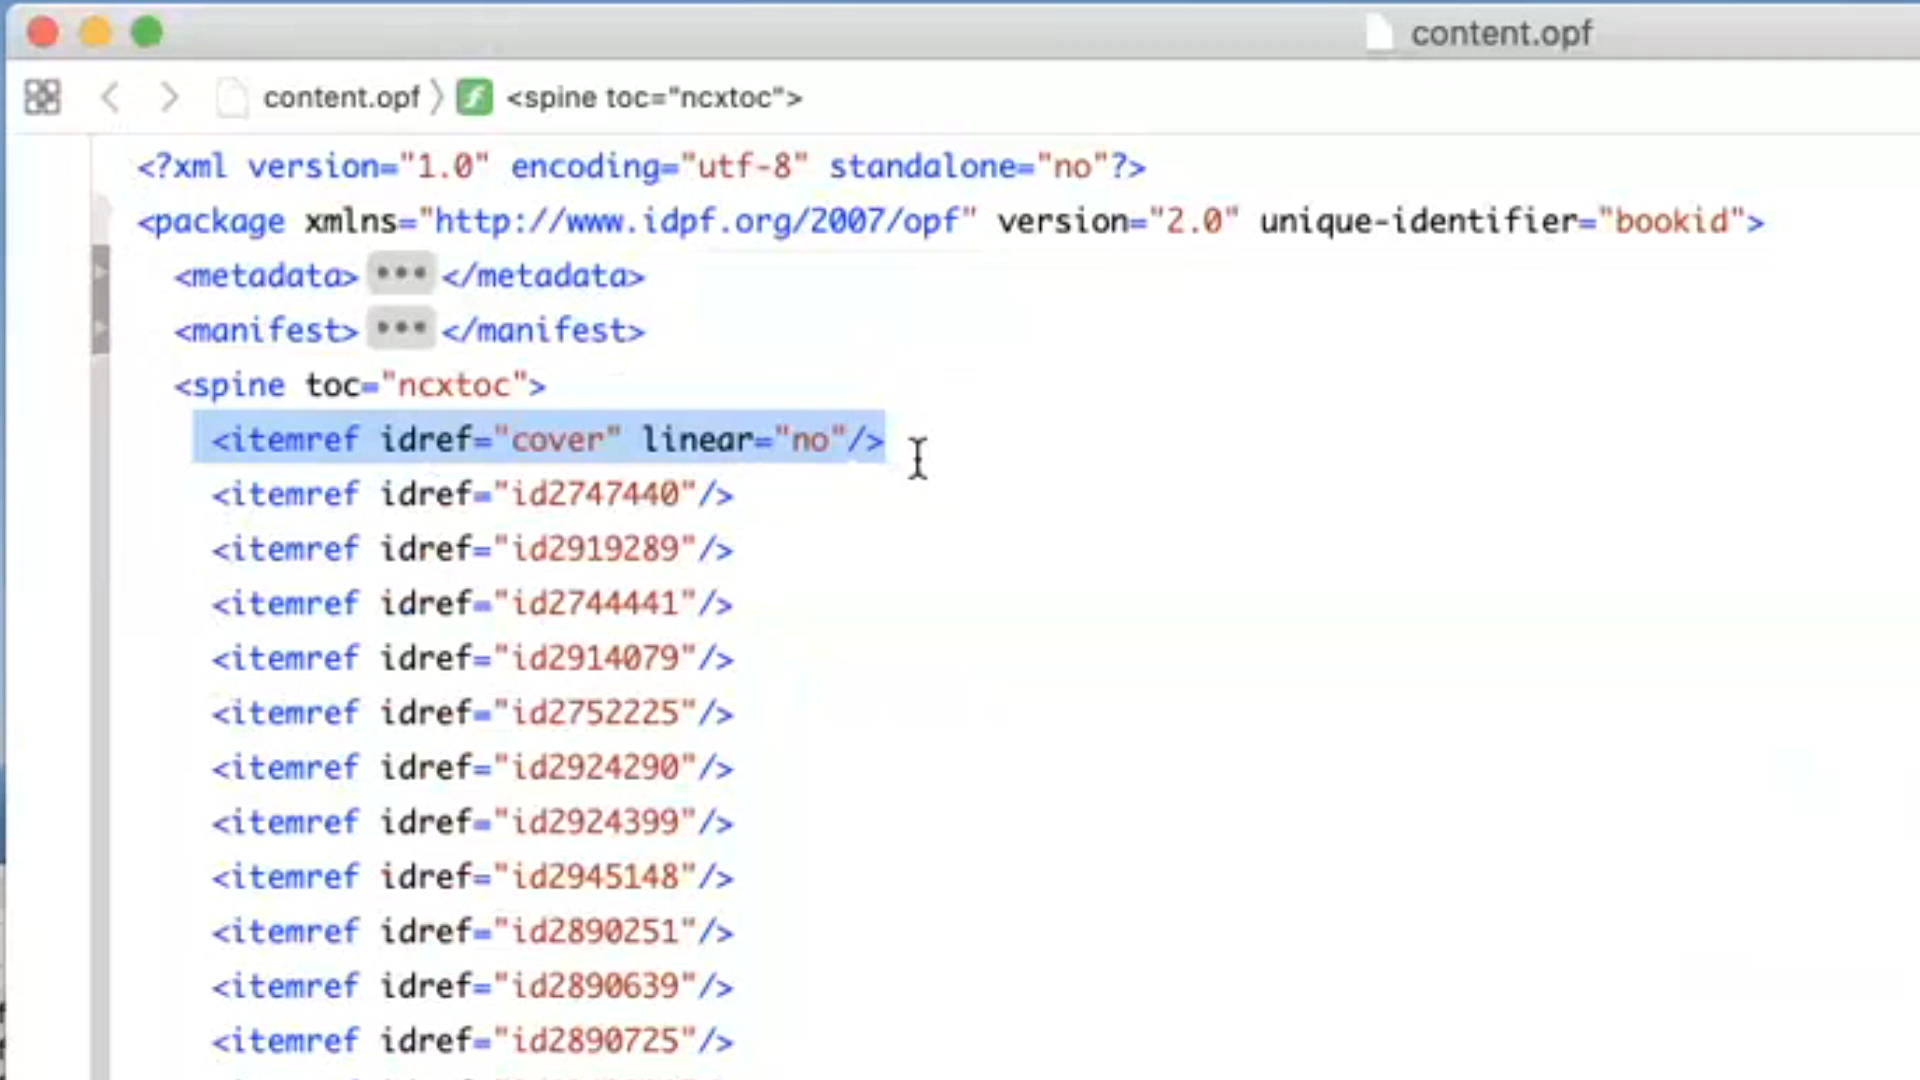 content.opf
content.opf 〉 f <spine toc="ncxtoc">
<?xml version="1.0" encoding="utf-8" standalone="no"?>
<package xmlns="http://www.idpf.org/2007/opf" version="2.0" unique-identifier="bookid">
<metadata>•••</metadata>
<manifest>•••</manifest>
<spine toc="ncxtoc">
<itemref idref="cover" linear="no"/>
<itemref idref="id2747440"/>
<itemref idref="id2919289"/>
<itemref idref="id2744441"/>
<itemref idref="id2914079"/>
<itemref idref="id2752225"/>
<itemref idref="id2924290"/>
<itemref idref="id2924399"/>
<itemref idref="id2945148"/>
<itemref idref="id2890251"/>
<itemref idref="id2890639"/>
<itemref idref="id2890725"/>